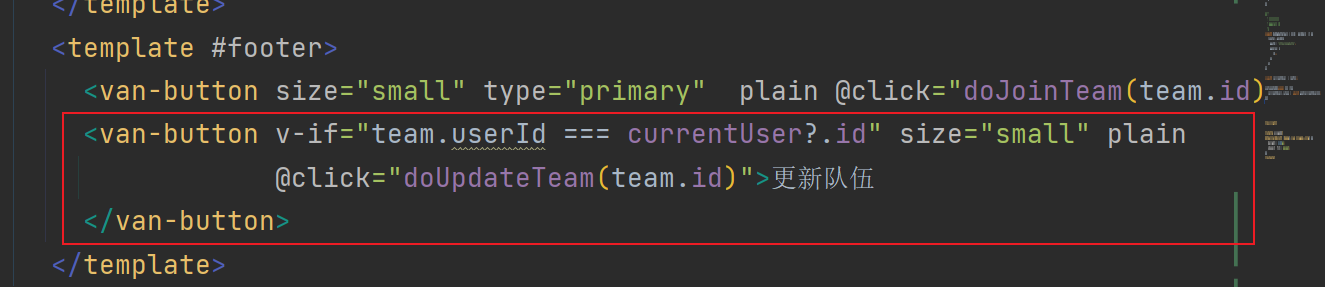 </template>
<template #footer>
<van-button size="small" type="primary"  plain @click="doJoinTeam(team.id)
<van-button v-if="team.userId === currentUser?.id" size="small" plain
@click="doUpdateTeam(team.id)">更新队伍
</van-button>
</template>